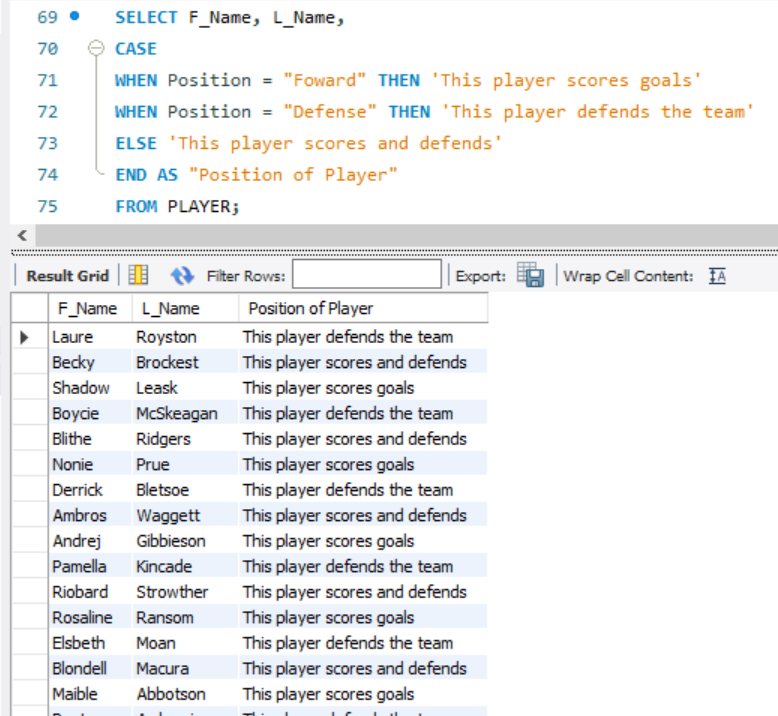 69 SELECT F_Name, L_Name,
70 CASE
71 WHEN Position = "Foward" THEN 'This player scores goals'
72 WHEN Position = "Defense" THEN 'This player defends the team'
73 ELSE 'This player scores and defends'
74 END AS "Position of Player"
75 FROM PLAYER;
Result Grid Filter Rows: Export: Wrap Cell Content: IA
F_Name L_Name Position of Player
Laure Royston This player defends the team
Becky Brockest This player scores and defends
Shadow Leask This player scores goals
Boycie McSkeagan This player defends the team
Blithe Ridgers This player scores and defends
Nonie Prue This player scores goals
Derrick Bletsoe This player defends the team
Ambros Waggett This player scores and defends
Andrej Gibbieson This player scores goals
Pamella Kincade This player defends the team
Riobard Strowther This player scores and defends
Rosaline Ransom This player scores goals
Elsbeth Moan This player defends the team
Blondell Macura This player scores and defends
Maible Abbotson This player scores goals